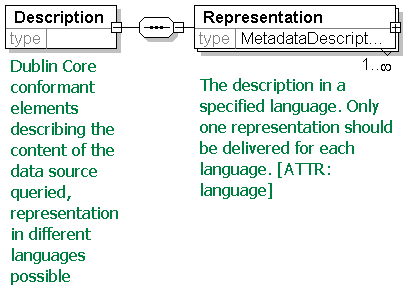 Description
type
Representation
type MetadataDescript...
1..∞
Dublin Core
conformant
elements
describing the
content of the
data source
queried,
representation
in different
languages
possible
The description in a
specified language. Only
one representation should
be delivered for each
language. [ATTR:
language]